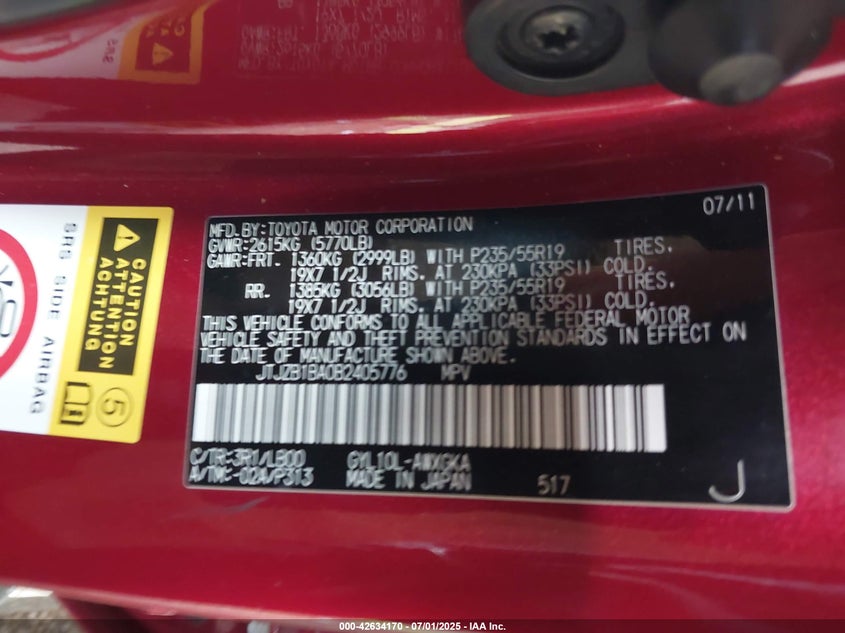 07/11
MFD.BY:TOYOTA MOTOR CORPORATION
GVWR:2615KG (5770LB)
GAWR:FRT. 1360KG (2999LB) WITH P235/55R19 TIRES.
19X7 1/2J RIMS. AT 230KPA (33PSI) COLD.
RR. 1385KG (3056LB) WITH P235/55R19 TIRES.
19X7 1/2J RIMS. AT 230KPA (33PSI) COLD.
THIS VEHICLE CONFORMS TO ALL APPLICABLE FEDERAL MOTOR
VEHICLE SAFETY AND THEFT PREVENTION STANDARDS IN EFFECT ON
THE DATE OF MANUFACTURE SHOWN ABOVE.
JTJZB1BA0B2405776 MPV
C/TR:3R1/LB00 GYL10L-AWXGKA
A/TM:-02A/P313 MADE IN JAPAN 517 J
SRS SIDE AIRBAG
CAUTION
ATTENTION
ACHTUNG
5
000-42634170 - 07/01/2025 - IAA Inc.